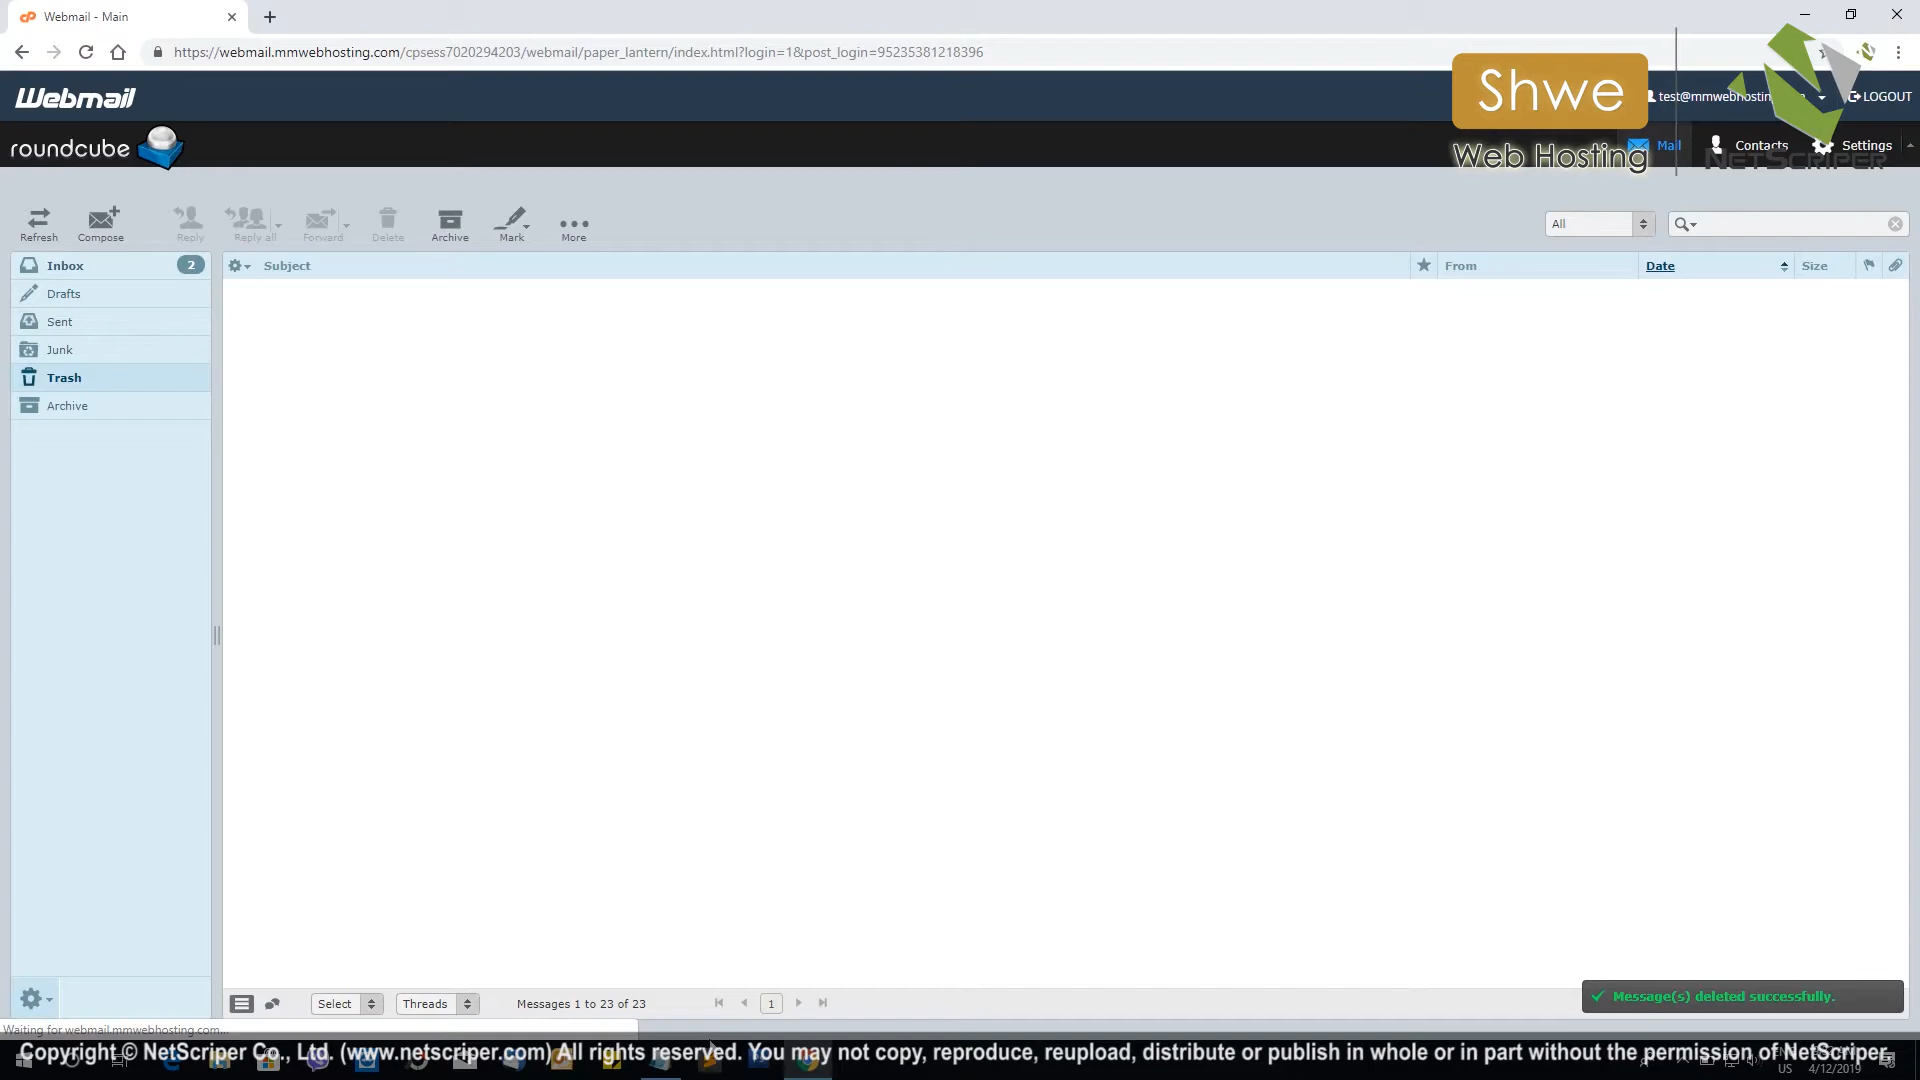 Webmail - Main
https://webmail.mmwebhosting.com/cpsess7020294203/webmail/paper_lantern/index.html?login=1&post_login=95235381218396
Webmail
Shwe
Web Hosting
test@mmwebhostin
LOGOUT
roundcube
Mail
Contacts
Settings
NETSCRIPER
Refresh
Compose
Reply
Reply all
Forward
Delete
Archive
Mark
More
All
Inbox 2
Drafts
Sent
Junk
Trash
Archive
Subject
From
Date
Size
Select
Threads
Messages 1 to 23 of 23
1
Message(s) deleted successfully.
Waiting for webmail.mmwebhosting.com...
Copyright © NetScriper Co., Ltd. (www.netscriper.com) All rights reserved. You may not copy, reproduce, reupload, distribute or publish in whole or in part without the permission of NetScriper.
US
4/12/2019